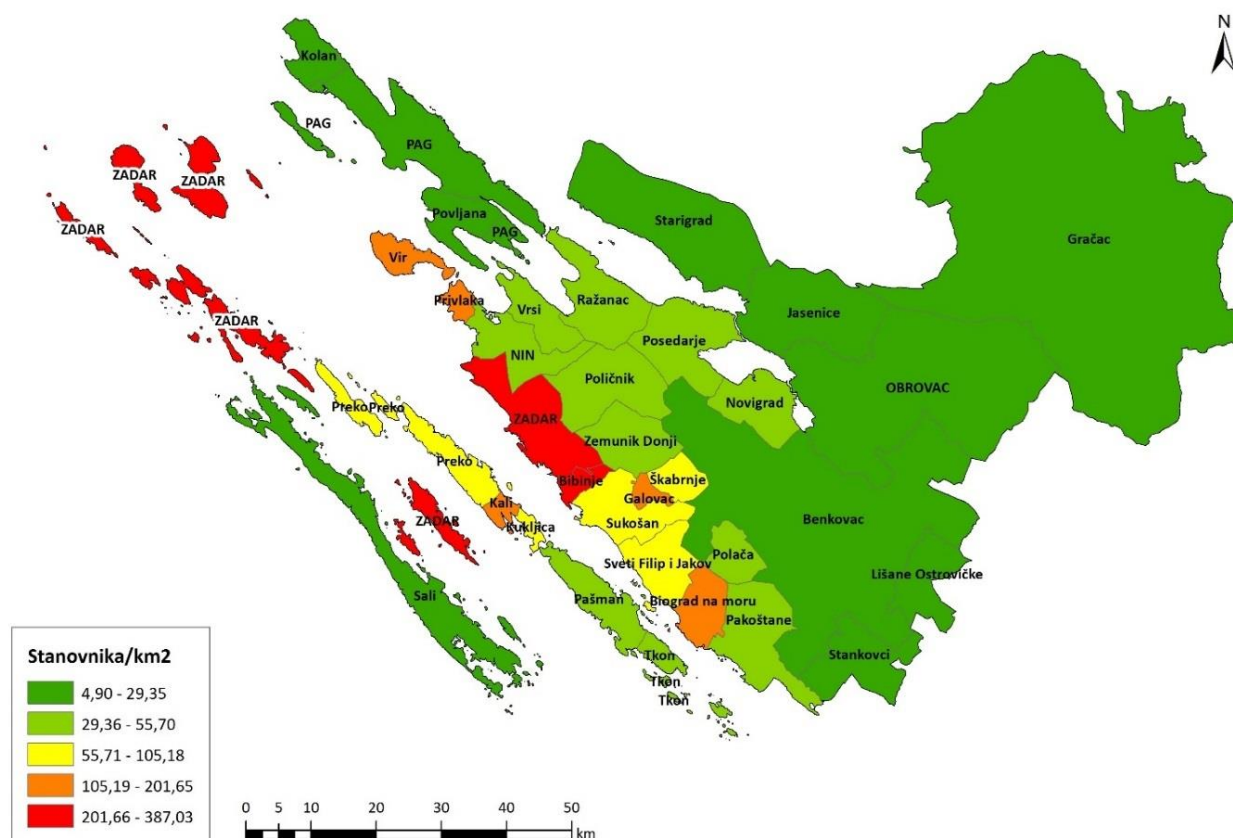 N
Kolan
PAG
PAG
ZADAR
ZADAR
ZADAR
Povljana
PAG
Starigrad
Gračac
Vir
Privlaka
Vrsi
Ražanac
Jasenice
ZADAR
NIN
Posedarje
Poličnik
OBROVAC
Preko
Preko
ZADAR
Novigrad
Zemunik Donji
Preko
Bibinje
Škabrnje
Galovac
Kali
ZADAR
Kukljica
Sukošan
Benkovac
Polača
Sveti Filip i Jakov
Lišane Ostrovičke
Sali
Pašman
Biograd na moru
Pakoštane
Tkon
Stankovci
Tkon
Tkon
Stanovnika/km2
4,90 - 29,35
29,36 - 55,70
55,71 - 105,18
105,19 - 201,65
201,66 - 387,03
0 5 10 20 30 40 50
km